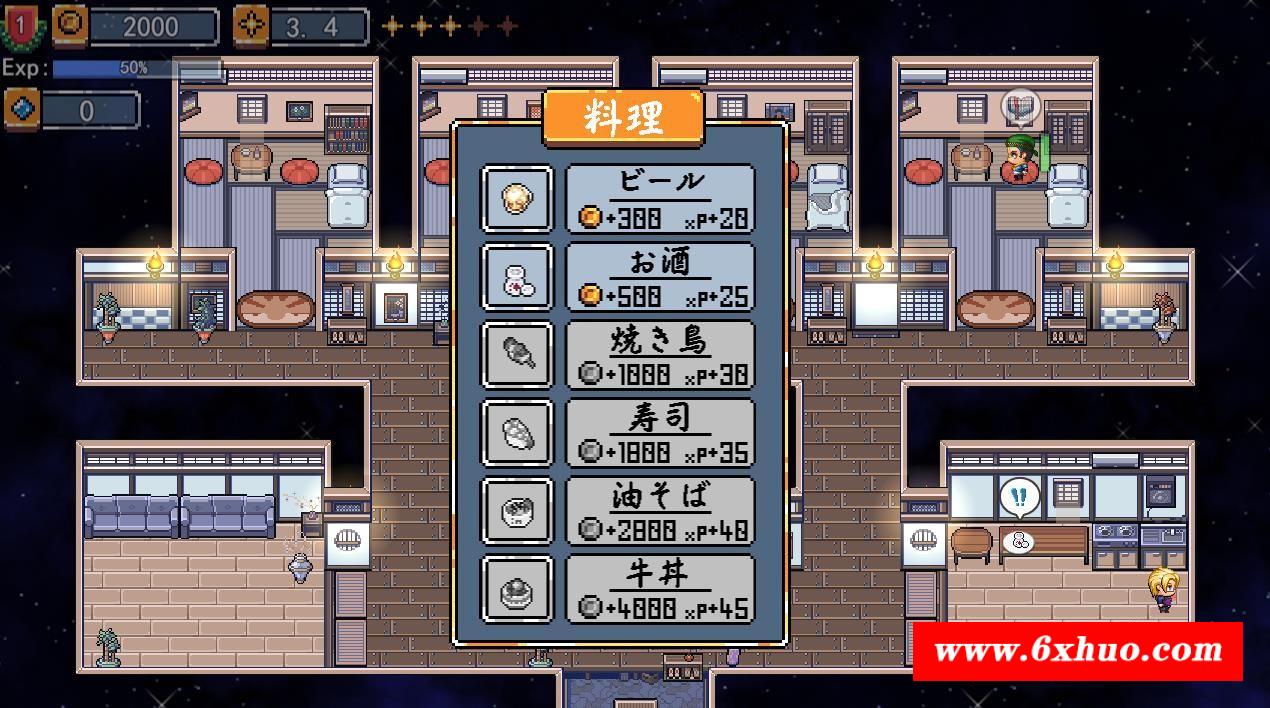 1
2000
3. 4
Exp:
50%
0
料理
ビール
+300 xp+20
お酒
+500 xp+25
焼き鳥
+1000 xp+30
寿司
+1800 xp+35
油そば
+2800 xp+40
牛丼
+4000 xp+45
www.6xhuo.com